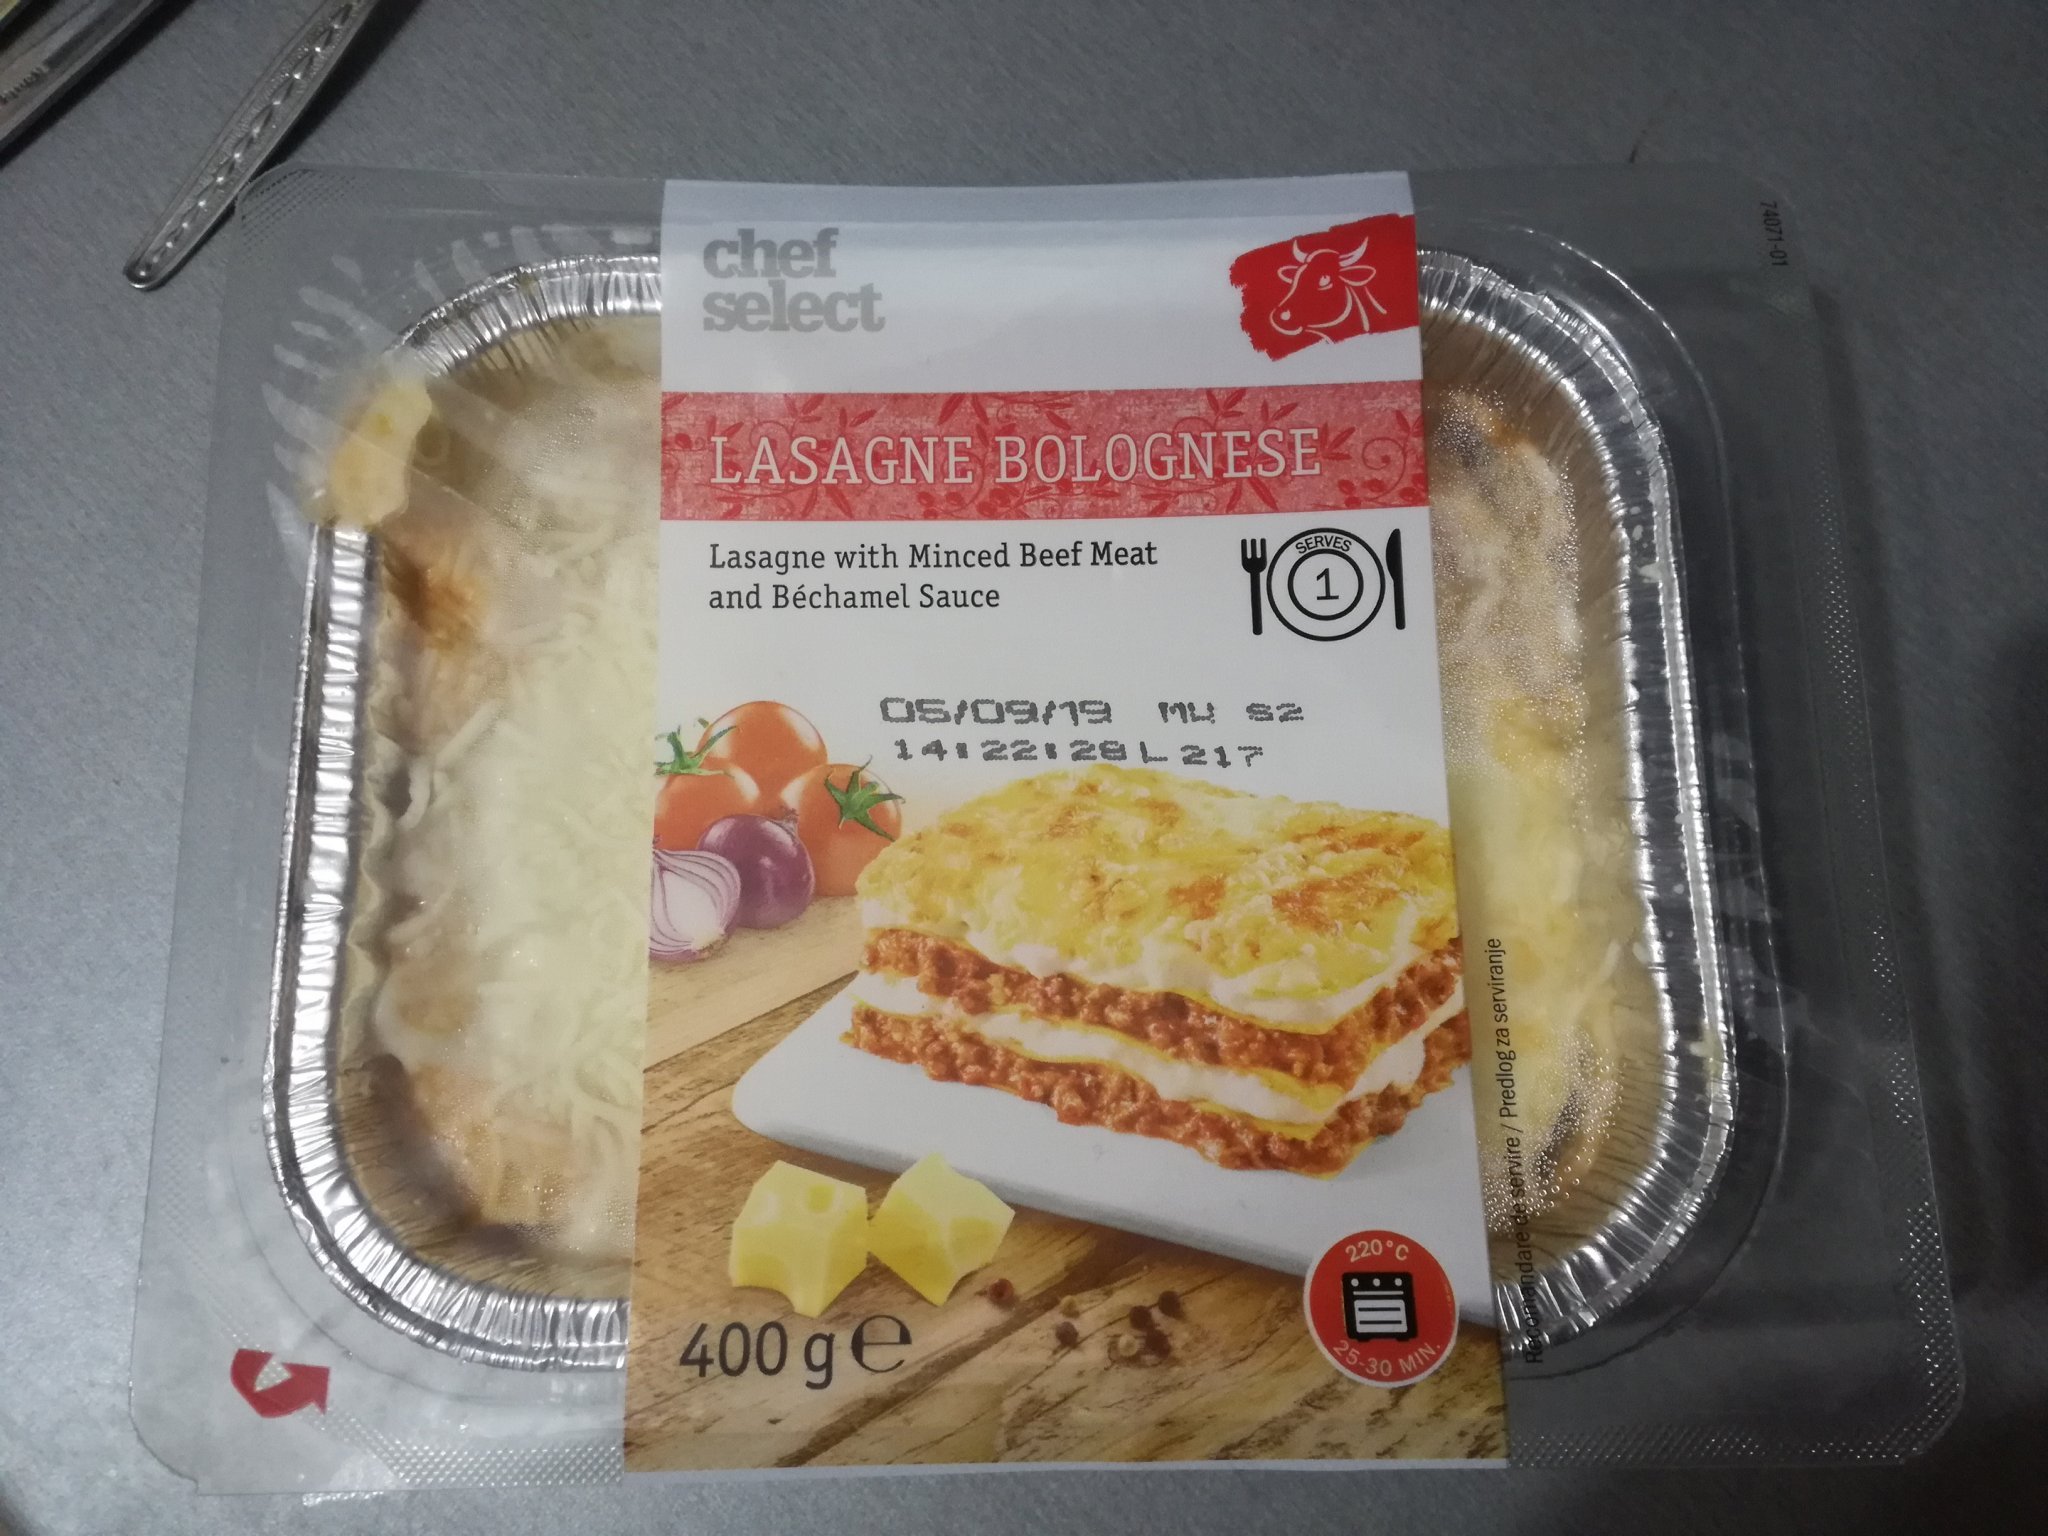 chef
select
LASAGNE BOLOGNESE
Lasagne with Minced Beef Meat
and Béchamel Sauce
SERVES
1
05/09/19 MU S2
14:22:28 L 217
Recomandare de servire / Predlog za serviranje
400 g e
220°C
25-30 MIN.
74071-01